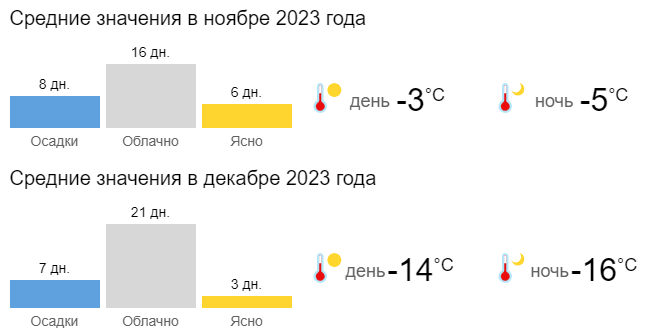 Средние значения в ноябре 2023 года
16 дн.
8 дн.
6 дн.
день -3°C
ночь -5°C
Осадки
Облачно
Ясно
Средние значения в декабре 2023 года
21 дн.
7 дн.
3 дн.
день -14°C
ночь -16°C
Осадки
Облачно
Ясно